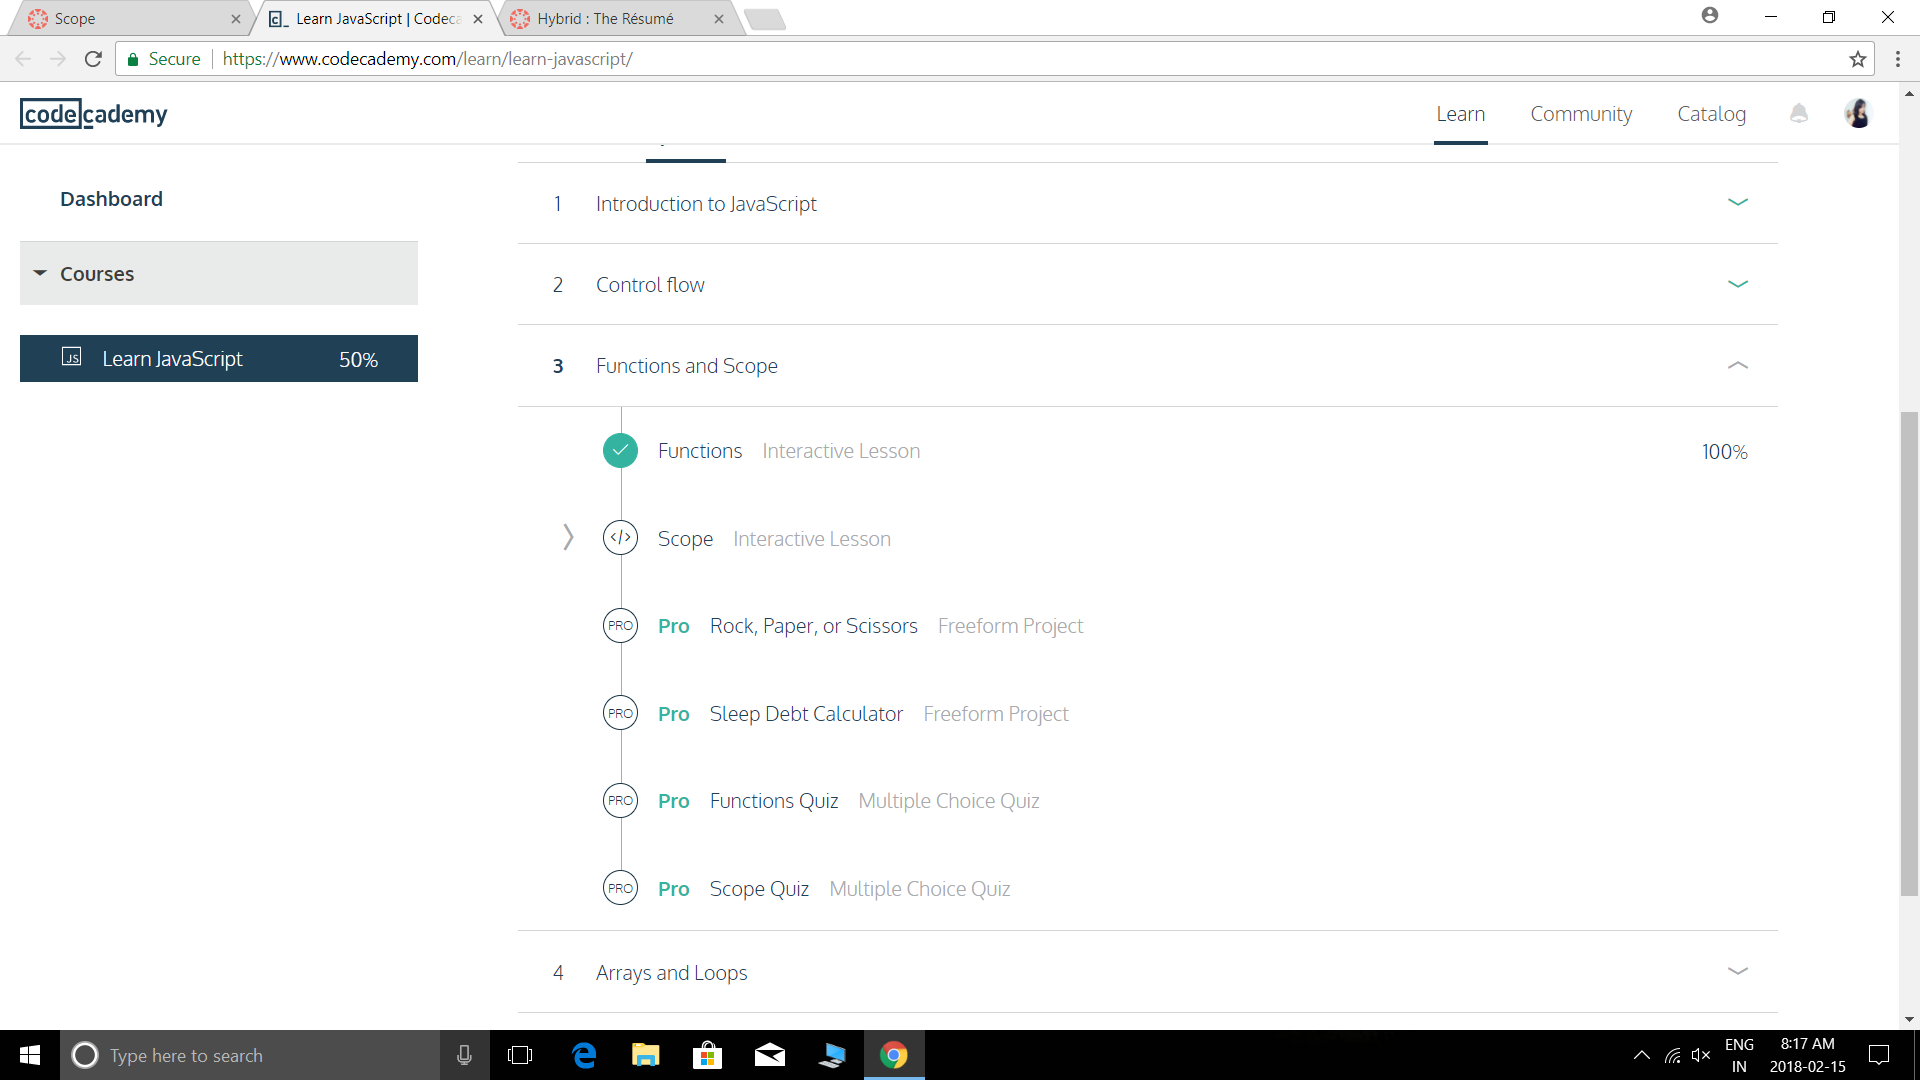 Scope
Learn JavaScript | Codeca
Hybrid : The Résumé
Secure
https://www.codecademy.com/learn/learn-javascript/
codecademy
Learn
Community
Catalog
Dashboard
Courses
JS Learn JavaScript 50%
1 Introduction to JavaScript
2 Control flow
3 Functions and Scope
Functions Interactive Lesson 100%
</> Scope Interactive Lesson
PRO Pro Rock, Paper, or Scissors Freeform Project
PRO Pro Sleep Debt Calculator Freeform Project
PRO Pro Functions Quiz Multiple Choice Quiz
PRO Pro Scope Quiz Multiple Choice Quiz
4 Arrays and Loops
Type here to search
ENG
IN
8:17 AM
2018-02-15